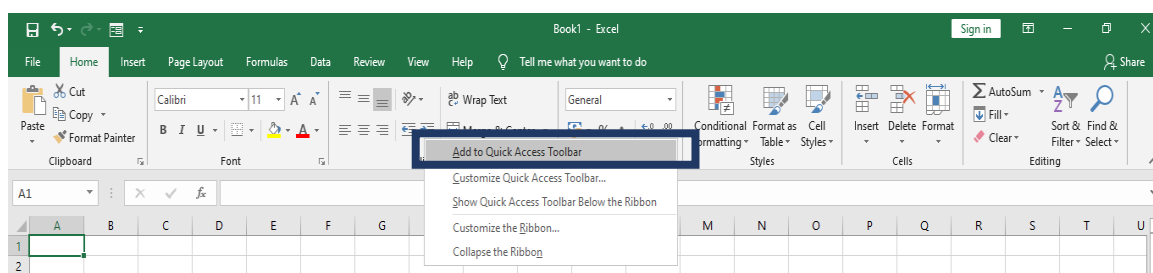 Book1 - Excel
Sign in
File Home Insert Page Layout Formulas Data Review View Help Tell me what you want to do Share
Cut
Copy
Format Painter
Paste
Clipboard
Calibri 11 A A
B I U A
Font
ab Wrap Text
General
Conditional Formatting
Format as Table
Cell Styles
Styles
Insert Delete Format
Cells
AutoSum
Fill
Clear
Sort & Filter
Find & Select
Editing
Add to Quick Access Toolbar
Customize Quick Access Toolbar...
Show Quick Access Toolbar Below the Ribbon
Customize the Ribbon...
Collapse the Ribbon
A1 fx
A B C D E F G M N O P Q R S T U
1
2